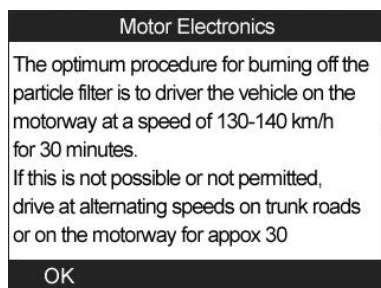 Motor Electronics
The optimum procedure for burning off the
particle filter is to driver the vehicle on the
motorway at a speed of 130-140 km/h
for 30 minutes.
If this is not possible or not permitted,
drive at alternating speeds on trunk roads
or on the motorway for appox 30
OK